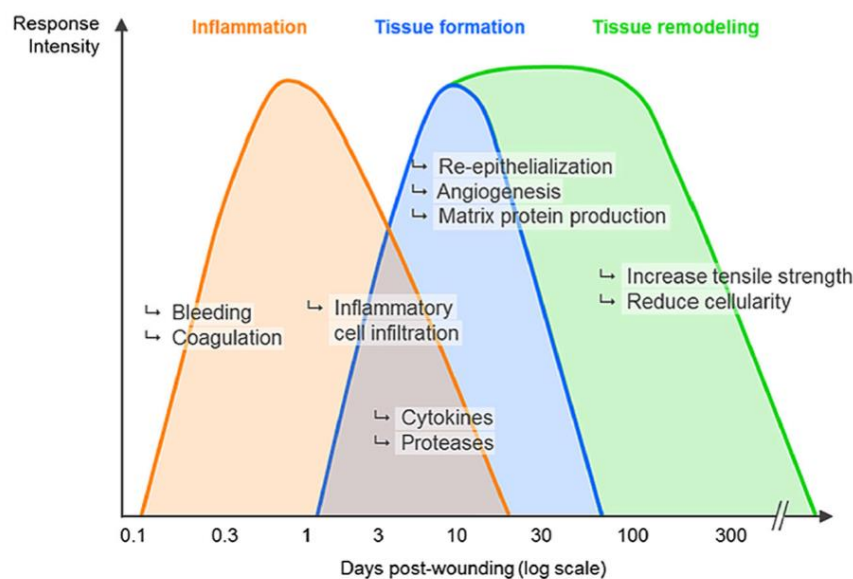 Response
Intensity
Inflammation
Tissue formation
Tissue remodeling
↳ Re-epithelialization
↳ Angiogenesis
↳ Matrix protein production
↳ Increase tensile strength
↳ Reduce cellularity
↳ Bleeding
↳ Coagulation
↳ Inflammatory
cell infiltration
↳ Cytokines
↳ Proteases
0.1 0.3 1 3 10 30 100 300
Days post-wounding (log scale)